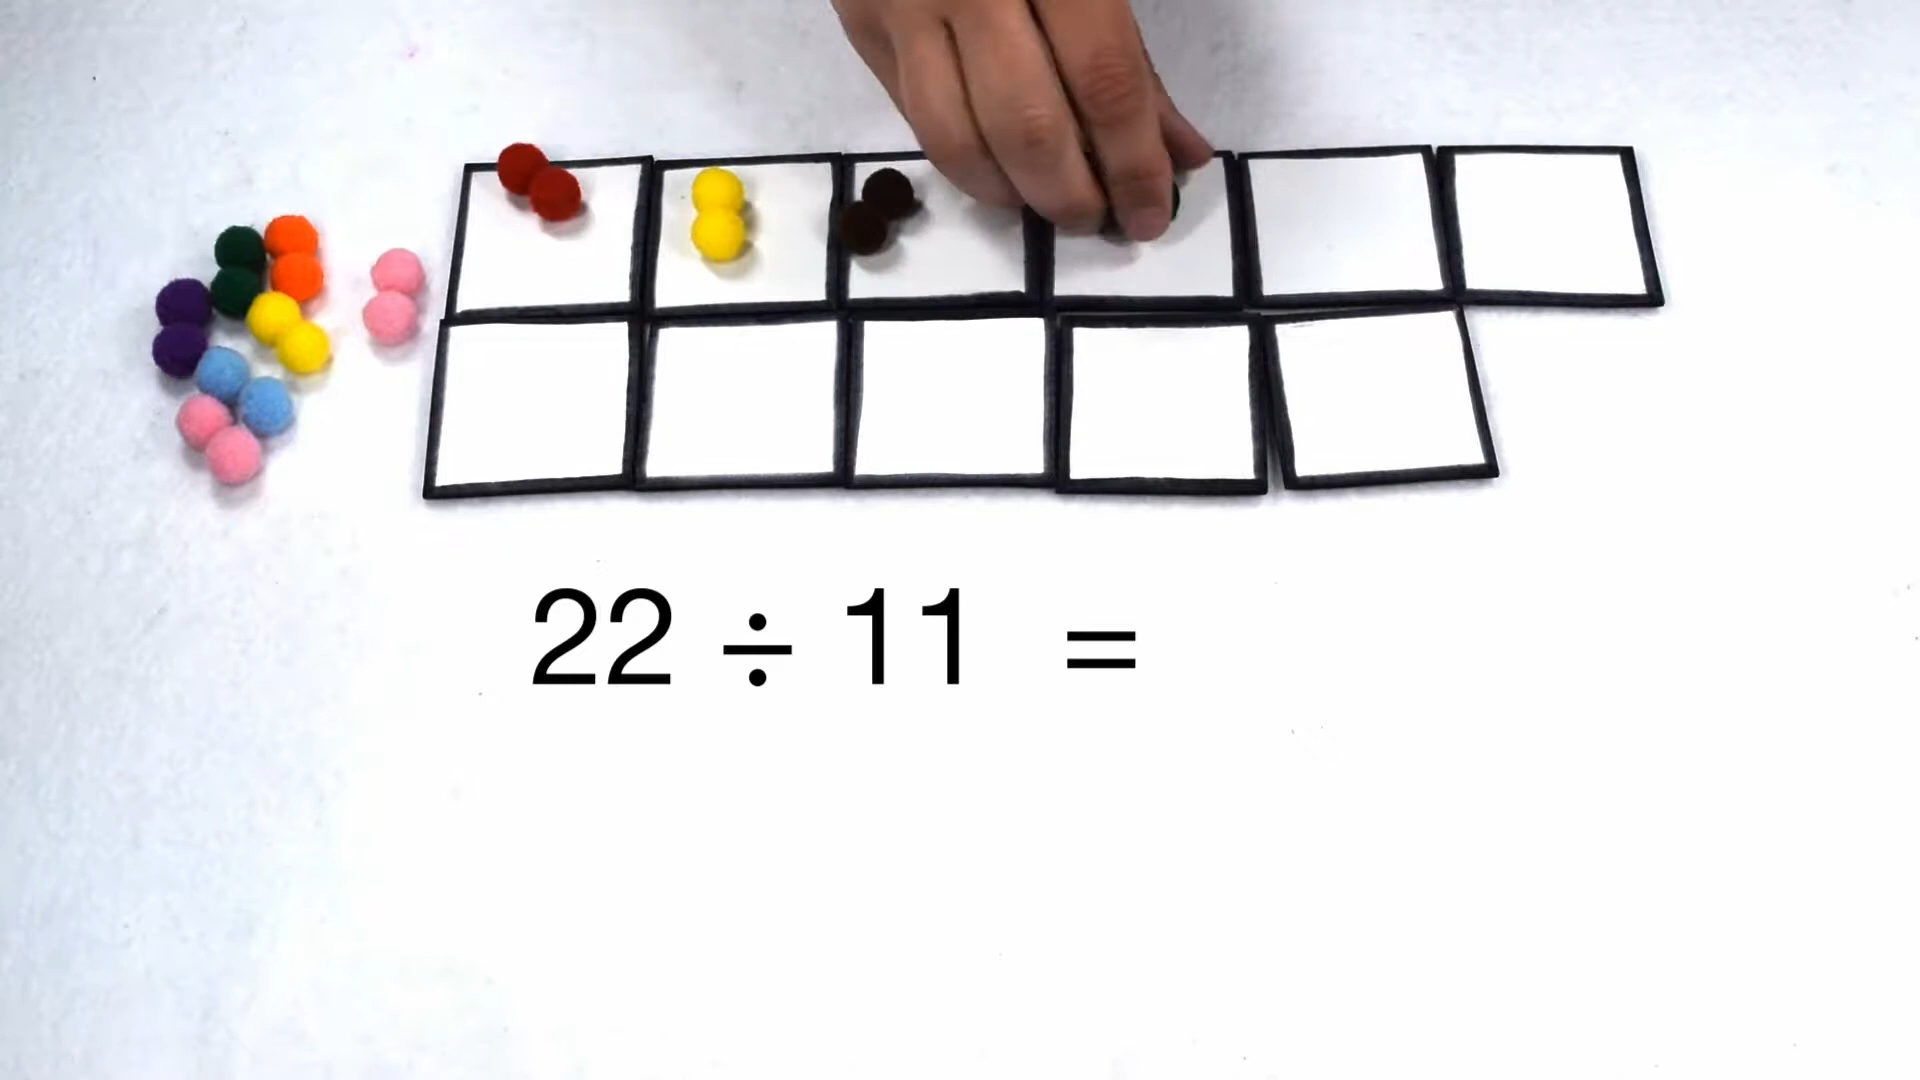 22 ÷ 11 =